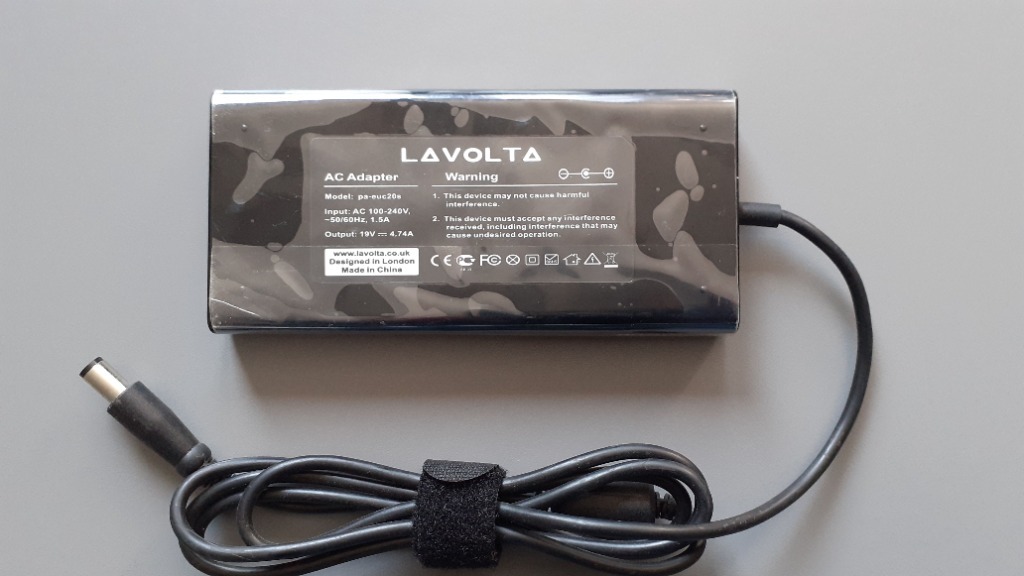 LAVOLTA
AC Adapter
Model: pa-euc20s
Input: AC 100-240V,
~50/60Hz, 1.5A
Output: 19V ⎓ 4.74A
www.lavolta.co.uk
Designed in London
Made in China
Warning
1. This device may not cause harmful
interference.
2. This device must accept any interference
received, including interference that may
cause undesired operation.
CE FC